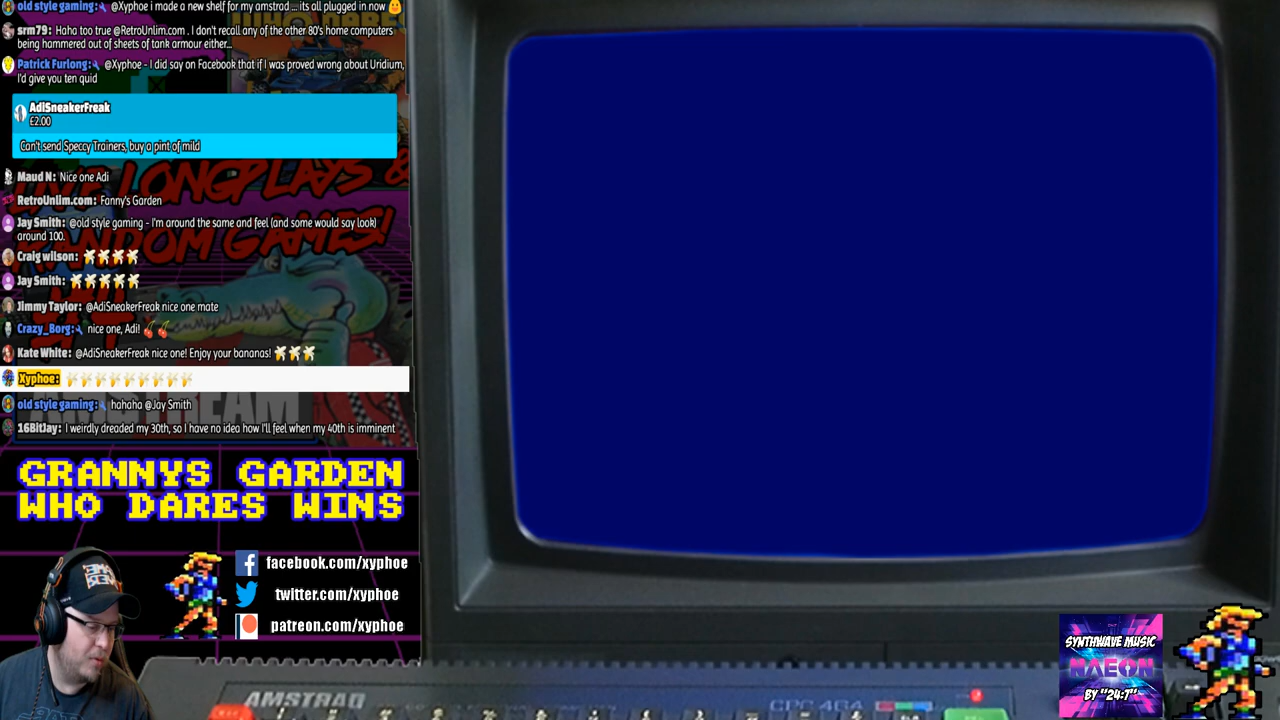 old style gaming: @Xyphoe i made a new shelf for my amstrad ... its all plugged in now
srm79: Haha too true @RetroUnlim.com . I don't recall any of the other 80's home computers
being hammered out of sheets of tank armour either...
Patrick Furlong: @Xyphoe - I did say on Facebook that if I was proved wrong about Uridium,
I'd give you ten quid
AdiSneakerFreak
£2.00
Can't send Speccy Trainers, buy a pint of mild
Maud N: Nice one Adi
RetroUnlim.com: Fanny's Garden
Jay Smith: @old style gaming - I'm around the same and feel (and some would say look)
around 100.
Craig wilson:
Jay Smith:
Jimmy Taylor: @AdiSneakerFreak nice one mate
Crazy_Borg: nice one, Adi!
Kate White: @AdiSneakerFreak nice one! Enjoy your bananas!
Xyphoe:
old style gaming: hahaha @Jay Smith
16BitJay: I weirdly dreaded my 30th, so I have no idea how I'll feel when my 40th is imminent
LONGPLAYS &
RANDOM GAMES!
AMSTREAM
GRANNYS GARDEN
WHO DARES WINS
facebook.com/xyphoe
twitter.com/xyphoe
patreon.com/xyphoe
AMSTRAD
CPC 464
SYNTHWAVE MUSIC
NAEON
BY "24:7"